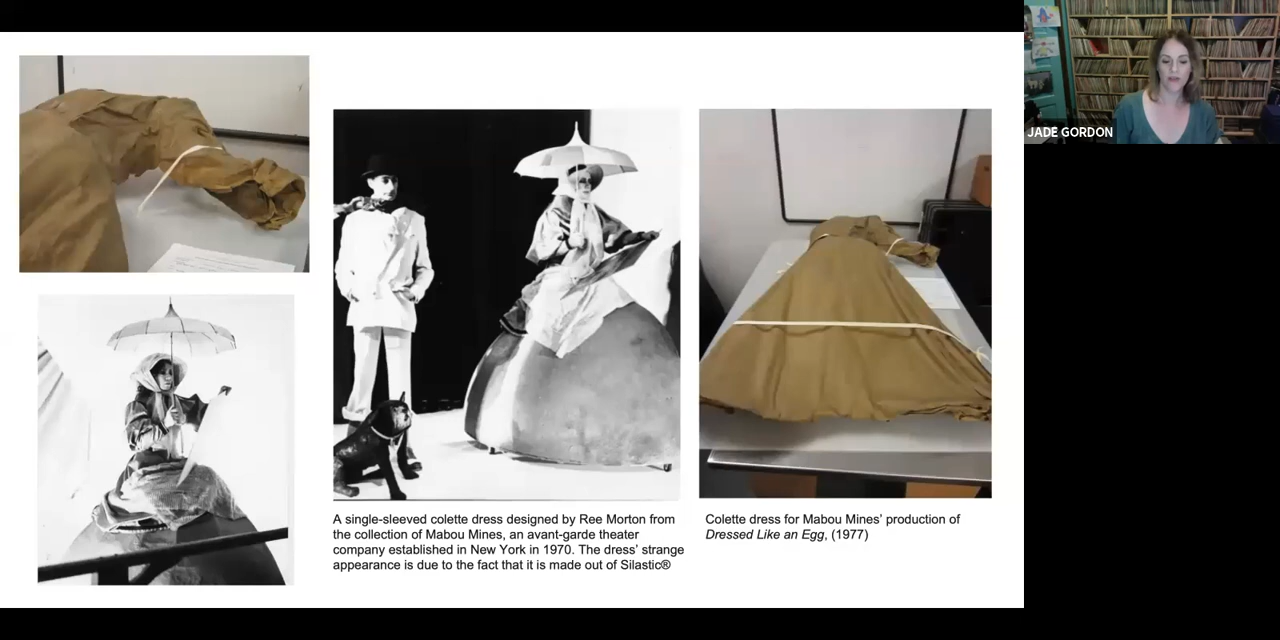 JADE GORDON
A single-sleeved colette dress designed by Ree Morton from
the collection of Mabou Mines, an avant-garde theater
company established in New York in 1970. The dress' strange
appearance is due to the fact that it is made out of Silastic®
Colette dress for Mabou Mines' production of
Dressed Like an Egg, (1977)